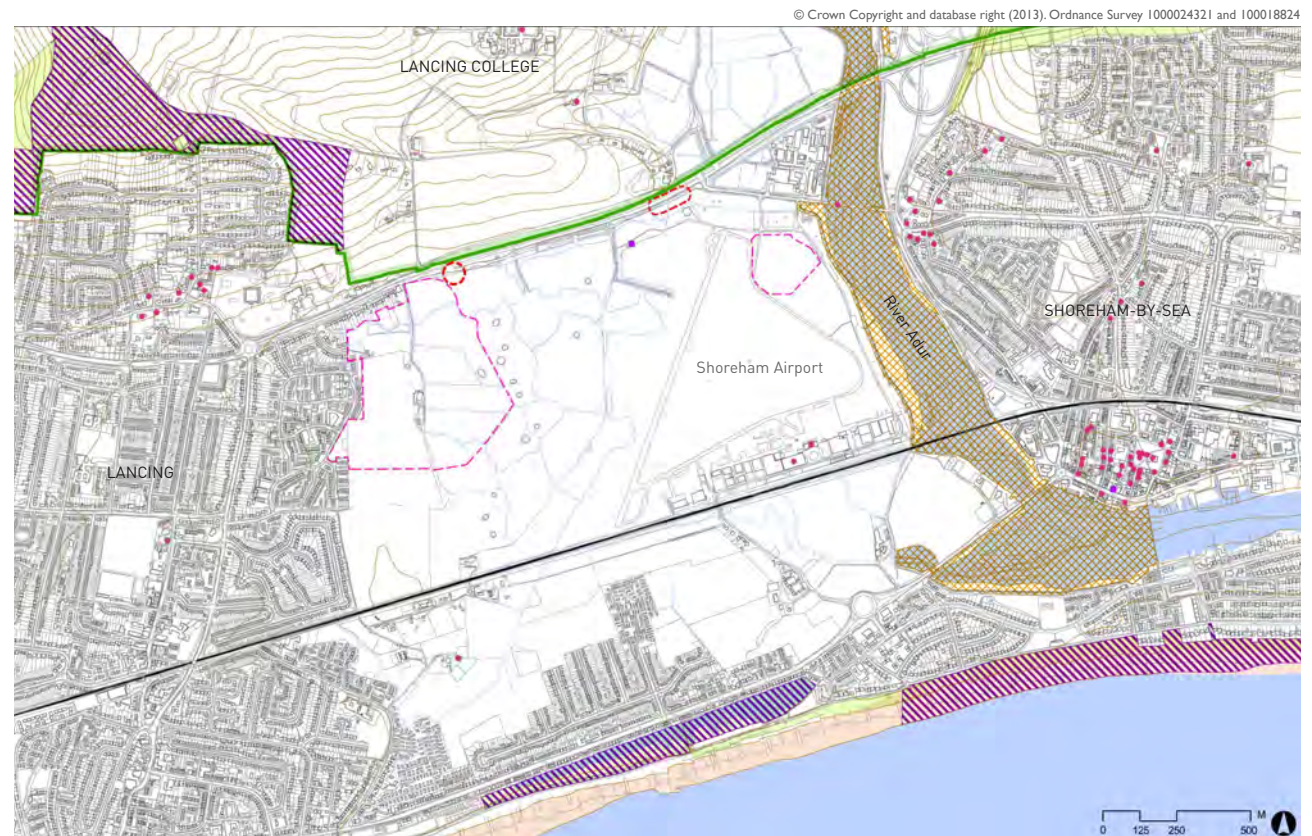 © Crown Copyright and database right (2013). Ordnance Survey 1000024321 and 100018824
LANCING COLLEGE
River Adur
SHOREHAM-BY-SEA
Shoreham Airport
LANCING
M
0 125 250 500